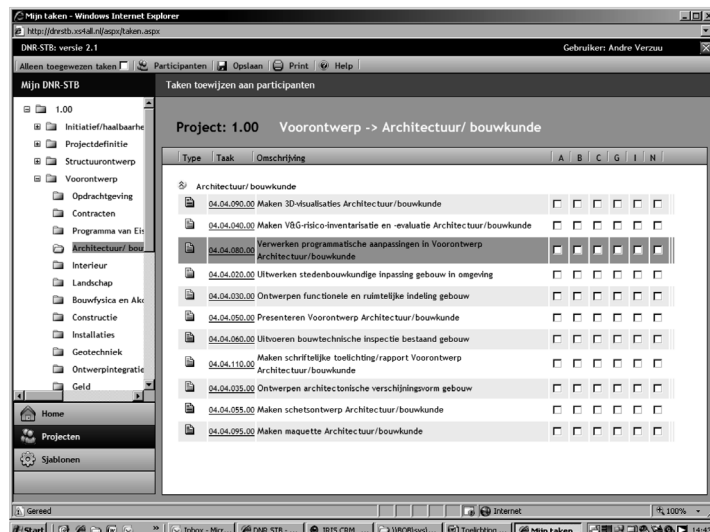 Mijn taken - Windows Internet Explorer
http://dnrstb.xs4all.nl/aspx/taken.aspx
DNR-STB: versie 2.1 Gebruiker: Andre Verzuu
Alleen toegewezen taken Participanten Opslaan Print Help
Mijn DNR-STB Taken toewijzen aan participanten
1.00
Initiatief/haalbaarhe
Projectdefinitie
Structuurontwerp
Voorontwerp
Opdrachtgeving
Contracten
Programma van Eis
Architectuur/ bou
Interieur
Landschap
Bouwfysica en Ako
Constructie
Installaties
Geotechniek
Ontwerpintegratie
Geld
Home
Projecten
Sjablonen
Project: 1.00 Voorontwerp -> Architectuur/ bouwkunde
Type Taak Omschrijving A B C G I N
Architectuur/bouwkunde
04.04.090.00 Maken 3D-visualisaties Architectuur/bouwkunde
04.04.040.00 Maken V&G-risico-inventarisatie en -evaluatie Architectuur/bouwkunde
04.04.080.00 Verwerken programmatische aanpassingen in Voorontwerp
Architectuur/bouwkunde
04.04.020.00 Uitwerken stedenbouwkundige inpassing gebouw in omgeving
04.04.030.00 Ontwerpen functionele en ruimtelijke indeling gebouw
04.04.050.00 Presenteren Voorontwerp Architectuur/bouwkunde
04.04.060.00 Uitvoeren bouwtechnische inspectie bestaand gebouw
04.04.110.00 Maken schriftelijke toelichting/rapport Voorontwerp
Architectuur/bouwkunde
04.04.035.00 Ontwerpen architectonische verschijningsvorm gebouw
04.04.055.00 Maken schetsontwerp Architectuur/bouwkunde
04.04.095.00 Maken maquette Architectuur/bouwkunde
Gereed Internet 100%
Start Inbox - Micr... DNR STB - ... IRIS CRM Toelichting Mijn taken